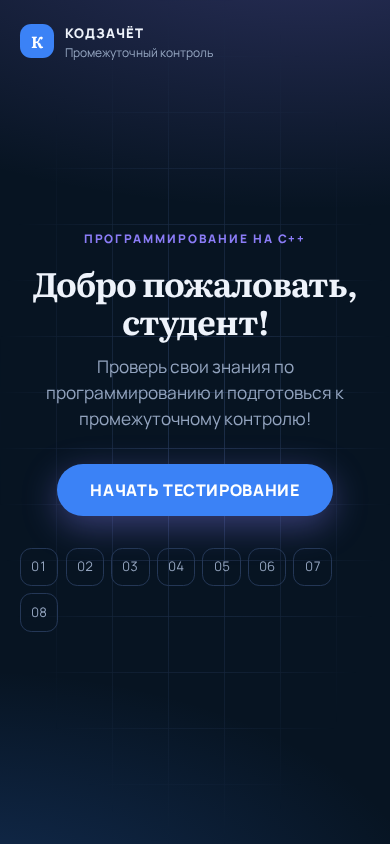 К
КОДЗАЧЁТ
Промежуточный контроль
ПРОГРАММИРОВАНИЕ НА C++
Добро пожаловать,
студент!
Проверь свои знания по
программированию и подготовься к
промежуточному контролю!
НАЧАТЬ ТЕСТИРОВАНИЕ
01 02 03 04 05 06 07
08